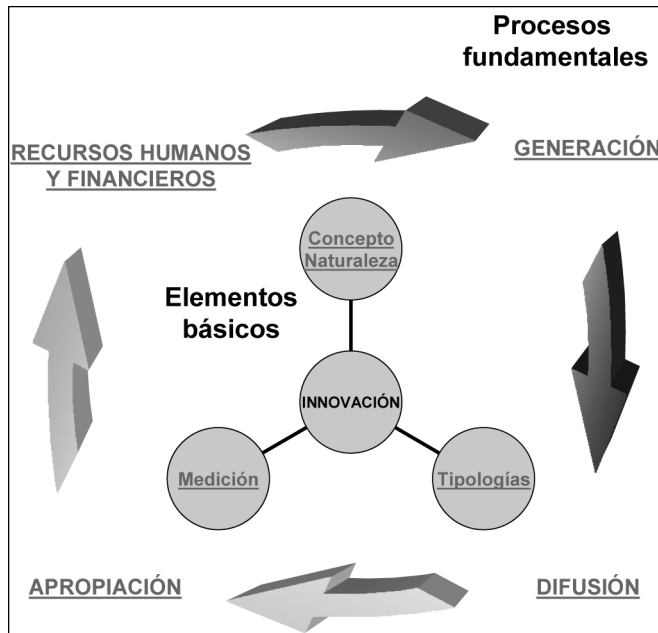 Procesos
fundamentales
RECURSOS HUMANOS
Y FINANCIEROS
GENERACIÓN
Concepto
Naturaleza
Elementos
básicos
INNOVACIÓN
Medición
Tipologías
APROPIACIÓN
DIFUSIÓN